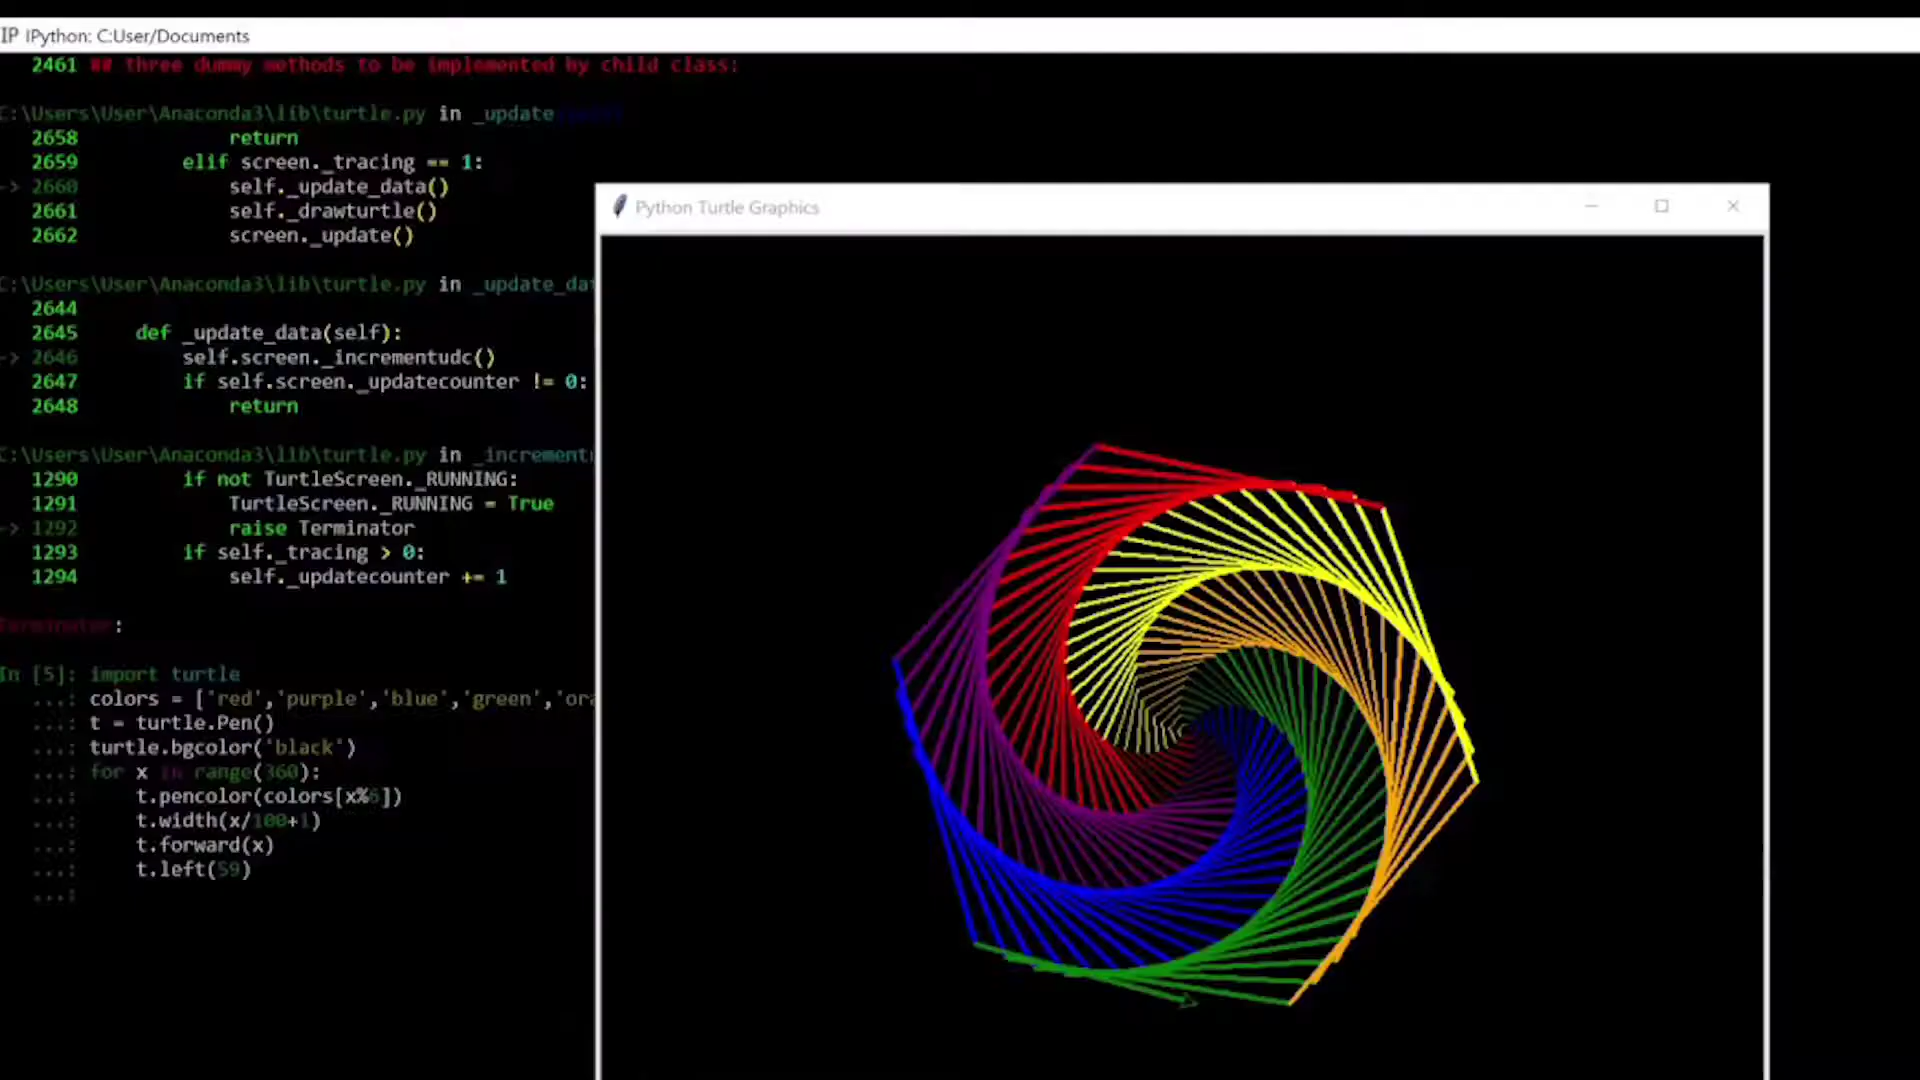 IP IPython: C:User/Documents
2461 ## three dummy methods to be implemented by child class:
C:\Users\User\Anaconda3\lib\turtle.py in _update
2658 return
2659 elif screen._tracing == 1:
-> 2660 self._update_data()
2661 self._drawturtle()
2662 screen._update()
C:\Users\User\Anaconda3\lib\turtle.py in _update_dat
2644
2645 def _update_data(self):
-> 2646 self.screen._incrementudc()
2647 if self.screen._updatecounter != 0:
2648 return
C:\Users\User\Anaconda3\lib\turtle.py in _incrementu
1290 if not TurtleScreen._RUNNING:
1291 TurtleScreen._RUNNING = True
-> 1292 raise Terminator
1293 if self._tracing > 0:
1294 self._updatecounter += 1
Terminator:
In [5]: import turtle
...: colors = ['red','purple','blue','green','ora
...: t = turtle.Pen()
...: turtle.bgcolor('black')
...: for x in range(360):
...: t.pencolor(colors[x%6])
...: t.width(x/100+1)
...: t.forward(x)
...: t.left(59)
...:
Python Turtle Graphics